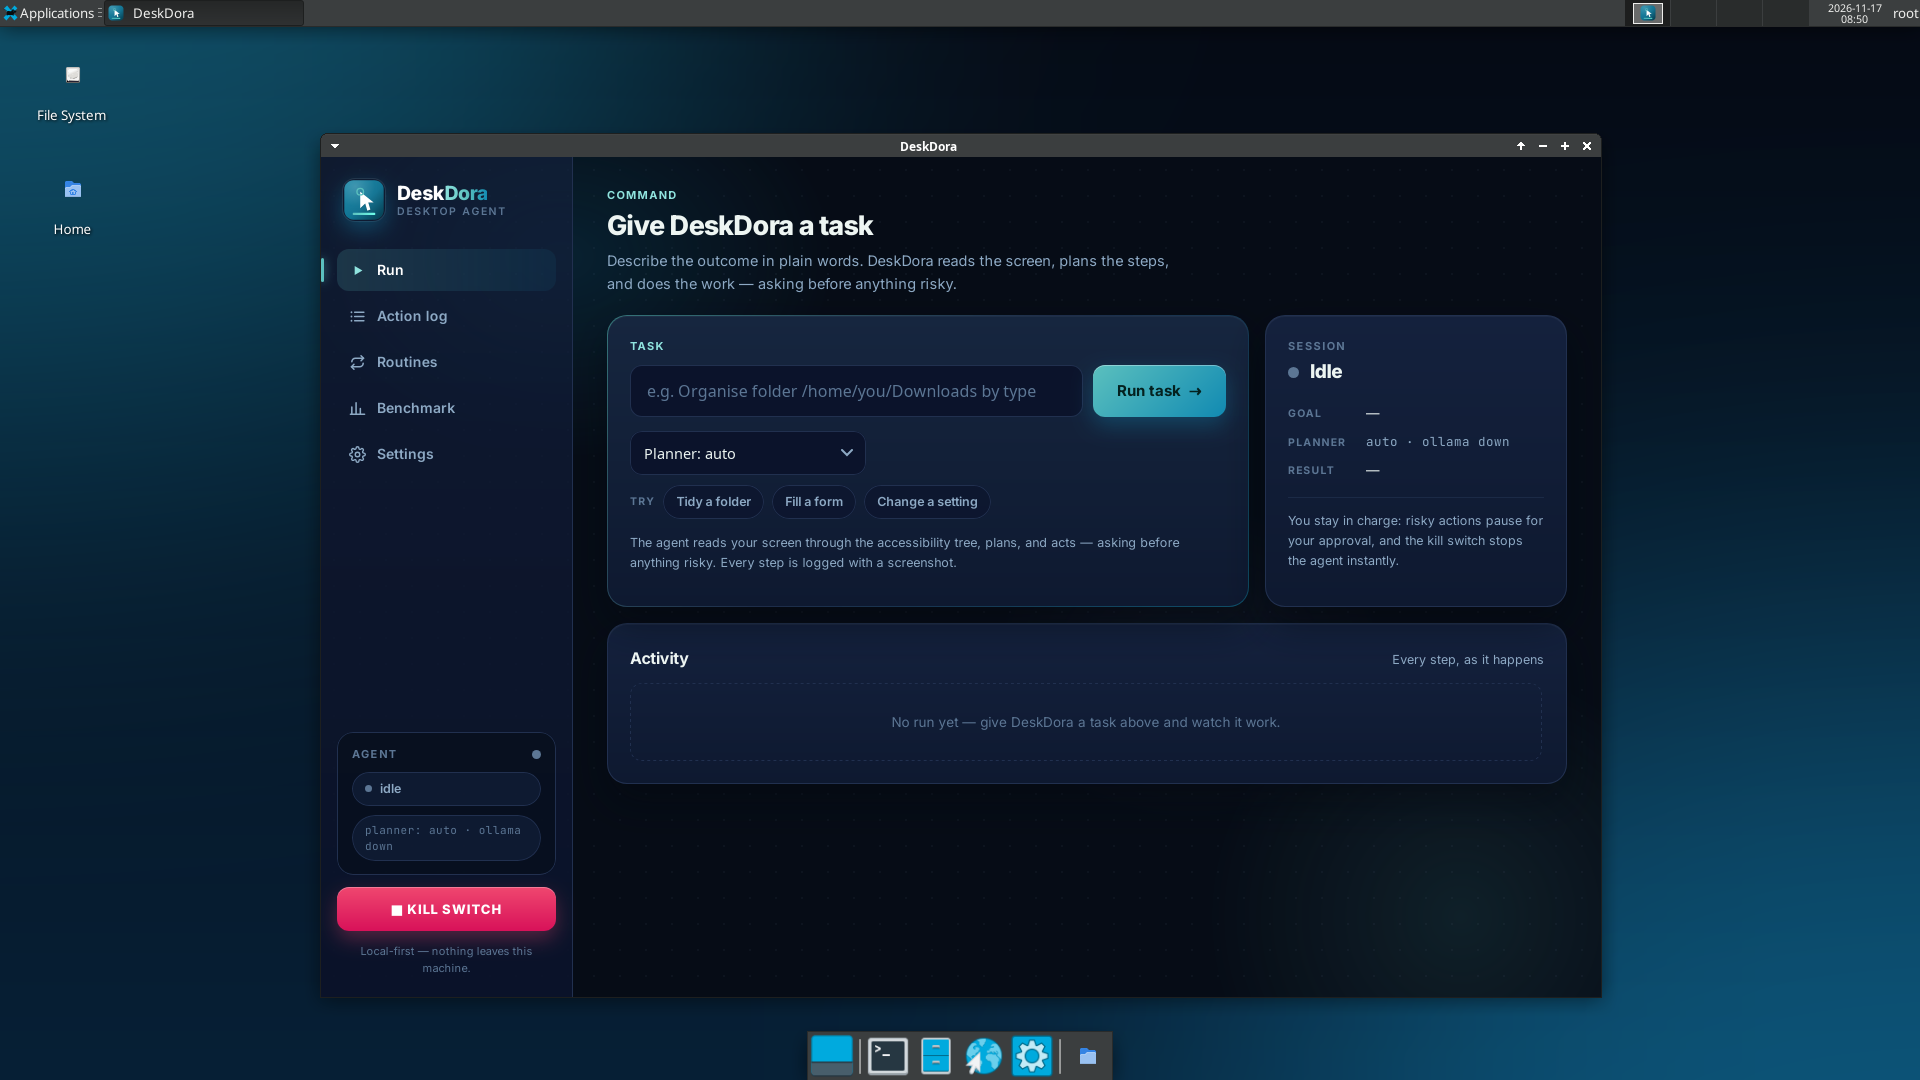 Applications
DeskDora
2026-11-17
08:50
root
File System
Home
DeskDora
DeskDora
DESKTOP AGENT
Run
Action log
Routines
Benchmark
Settings
AGENT
idle
planner: auto · ollama
down
KILL SWITCH
Local-first — nothing leaves this
machine.
COMMAND
Give DeskDora a task
Describe the outcome in plain words. DeskDora reads the screen, plans the steps,
and does the work — asking before anything risky.
TASK
e.g. Organise folder /home/you/Downloads by type
Run task →
Planner: auto
TRY Tidy a folder Fill a form Change a setting
The agent reads your screen through the accessibility tree, plans, and acts — asking before
anything risky. Every step is logged with a screenshot.
SESSION
Idle
GOAL —
PLANNER auto · ollama down
RESULT —
You stay in charge: risky actions pause for
your approval, and the kill switch stops
the agent instantly.
Activity
Every step, as it happens
No run yet — give DeskDora a task above and watch it work.